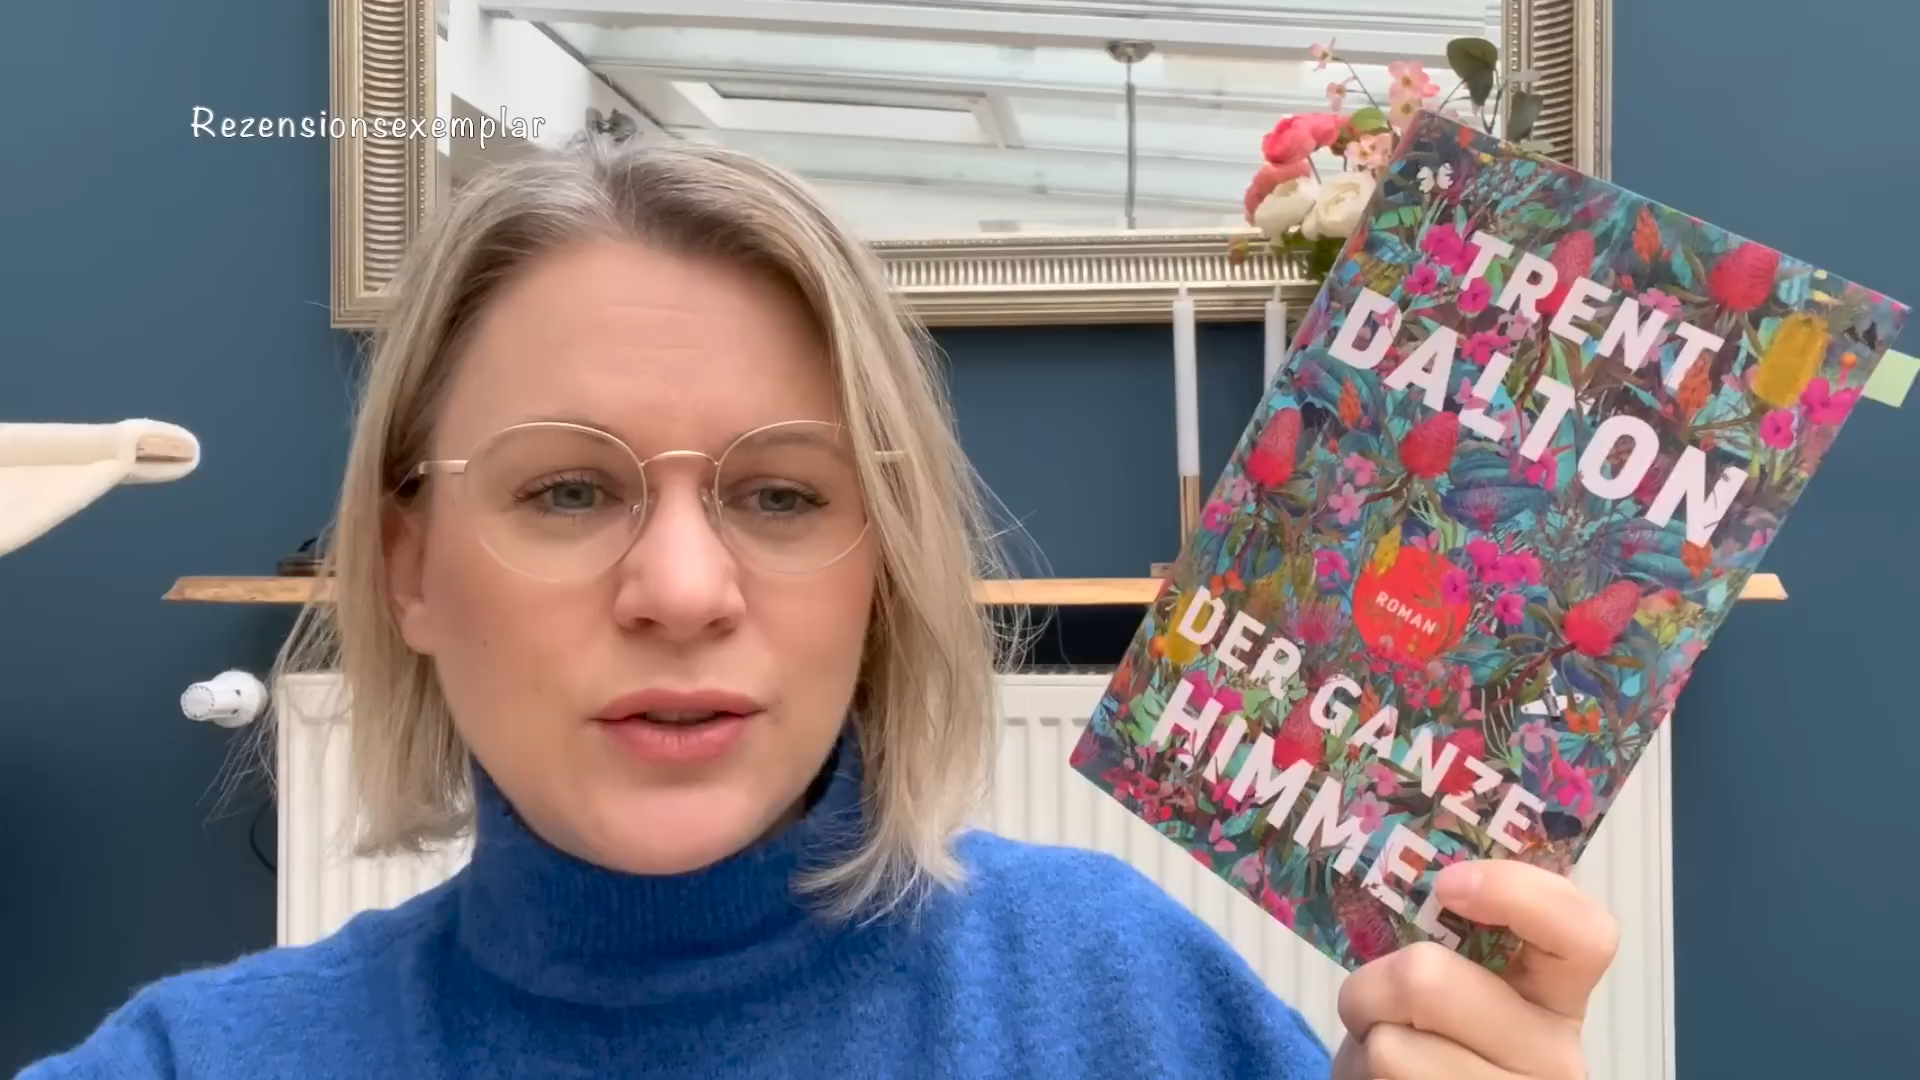 Rezensionsexemplar
TRENT
DALTON
ROMAN
DER GANZE
HIMMEL